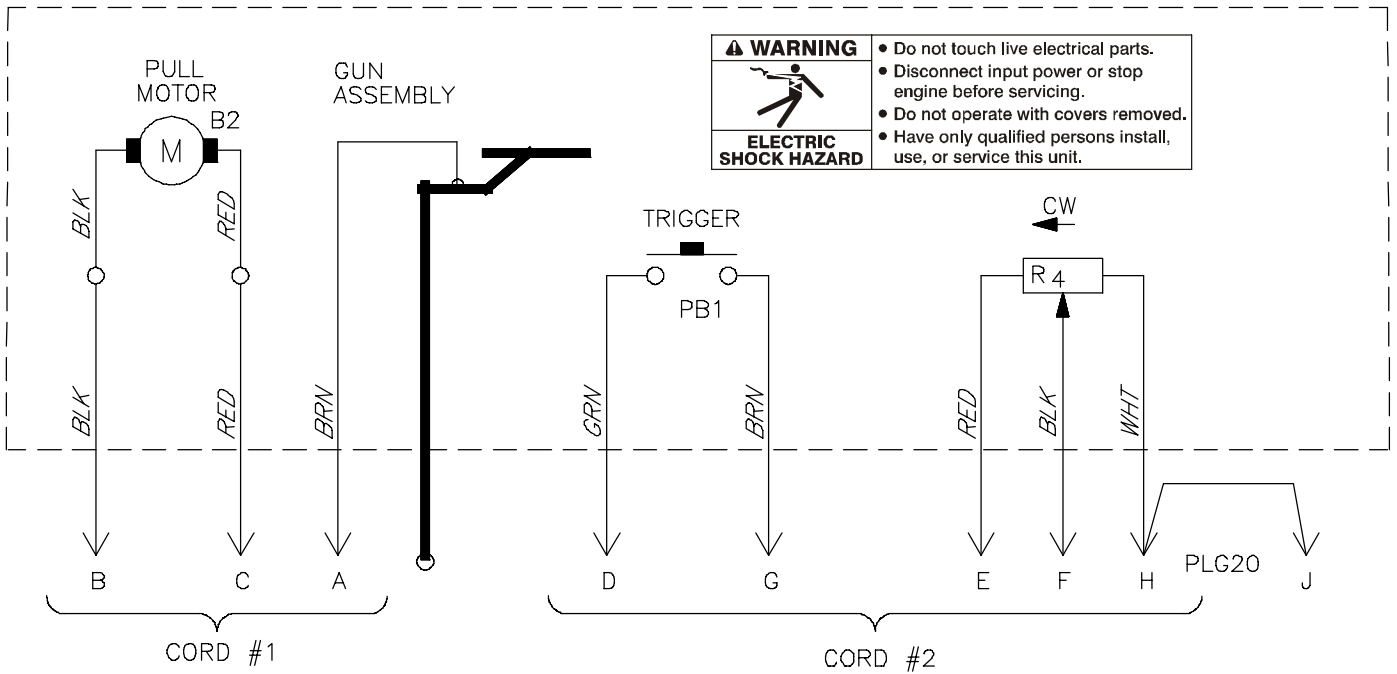 PULL
MOTOR
B2
M
GUN
ASSEMBLY
WARNING
ELECTRIC
SHOCK HAZARD
• Do not touch live electrical parts.
• Disconnect input power or stop
engine before servicing.
• Do not operate with covers removed.
• Have only qualified persons install,
use, or service this unit.
BLK
RED
TRIGGER
PB1
CW
R4
BLK
RED
BRN
GRN
BRN
RED
BLK
WHT
B
C
A
D
G
E
F
H
PLG20
J
CORD #1
CORD #2